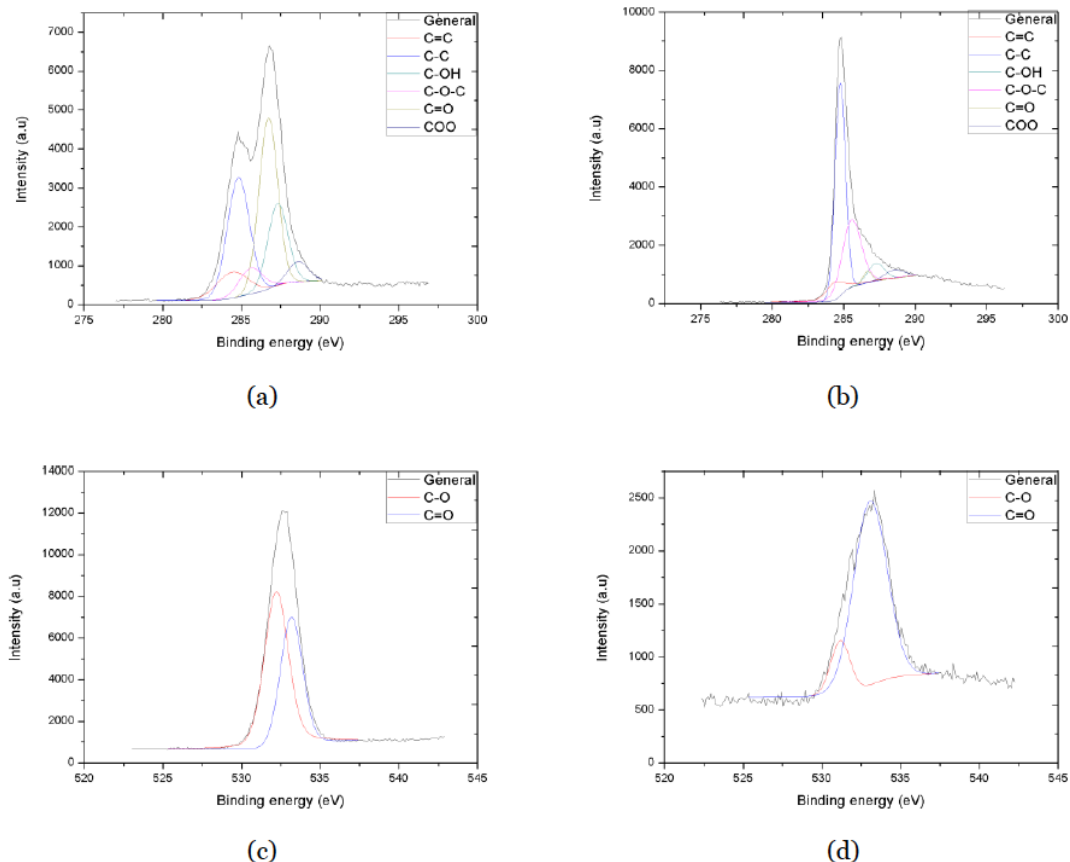 7000
6000
5000
4000
3000
2000
1000
0
Intensity (a.u)
275 280 285 290 295 300
Binding energy (eV)
General
C=C
C-C
C-OH
C-O-C
C=O
COO
(a)
10000
8000
6000
4000
2000
0
Intensity (a.u)
275 280 285 290 295 300
Binding energy (eV)
General
C=C
C-C
C-OH
C-O-C
C=O
COO
(b)
14000
12000
10000
8000
6000
4000
2000
0
Intensity (a.u)
520 525 530 535 540 545
Binding energy (eV)
General
C-O
C=O
(c)
2500
2000
1500
1000
500
0
Intensity (a.u)
520 525 530 535 540 545
Binding energy (eV)
General
C-O
C=O
(d)